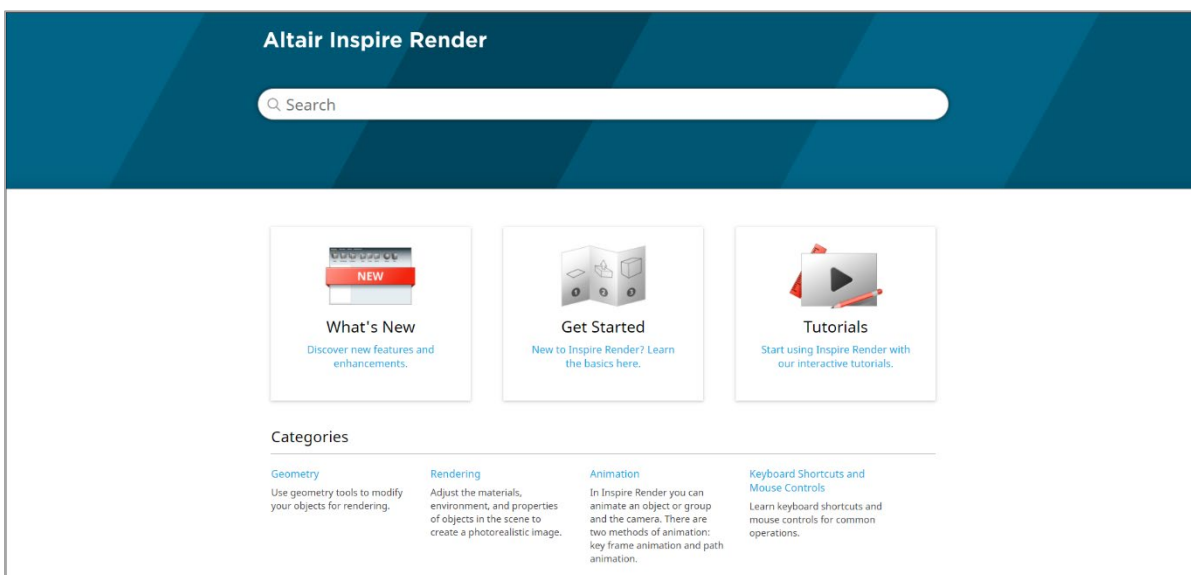 Altair Inspire Render
Search
NEW
What's New
Discover new features and
enhancements.
1 2 3
Get Started
New to Inspire Render? Learn
the basics here.
Tutorials
Start using Inspire Render with
our interactive tutorials.
Categories
Geometry
Use geometry tools to modify
your objects for rendering.
Rendering
Adjust the materials,
environment, and properties
of objects in the scene to
create a photorealistic image.
Animation
In Inspire Render you can
animate an object or group
and the camera. There are
two methods of animation:
key frame animation and path
animation.
Keyboard Shortcuts and
Mouse Controls
Learn keyboard shortcuts and
mouse controls for common
operations.